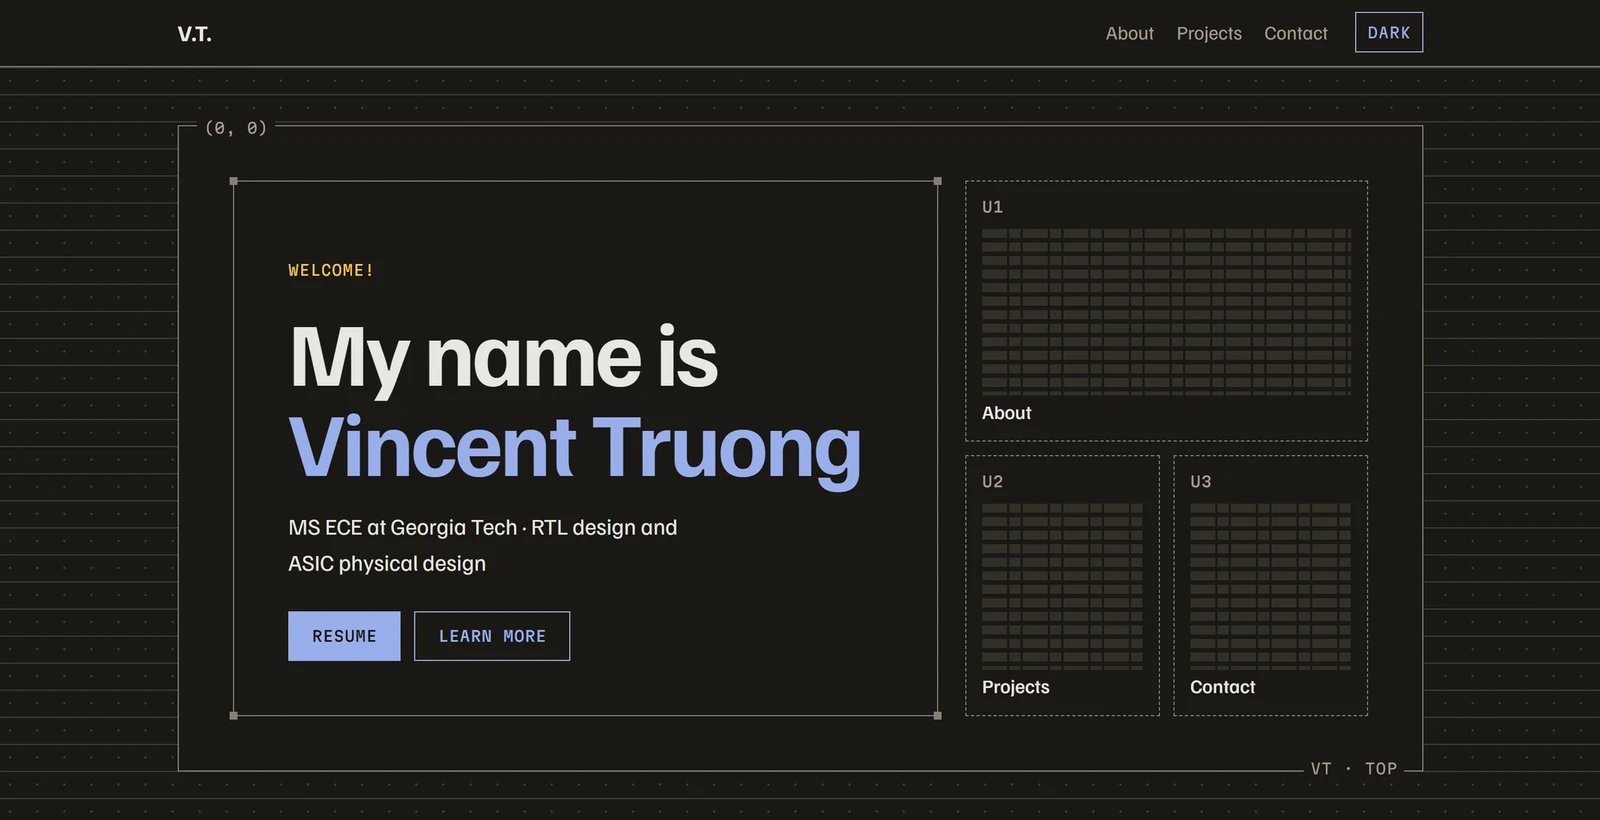 V.T.
About
Projects
Contact
DARK
(0, 0)
WELCOME!
My name is
Vincent Truong
MS ECE at Georgia Tech · RTL design and
ASIC physical design
RESUME
LEARN MORE
U1
About
U2
Projects
U3
Contact
VT · TOP